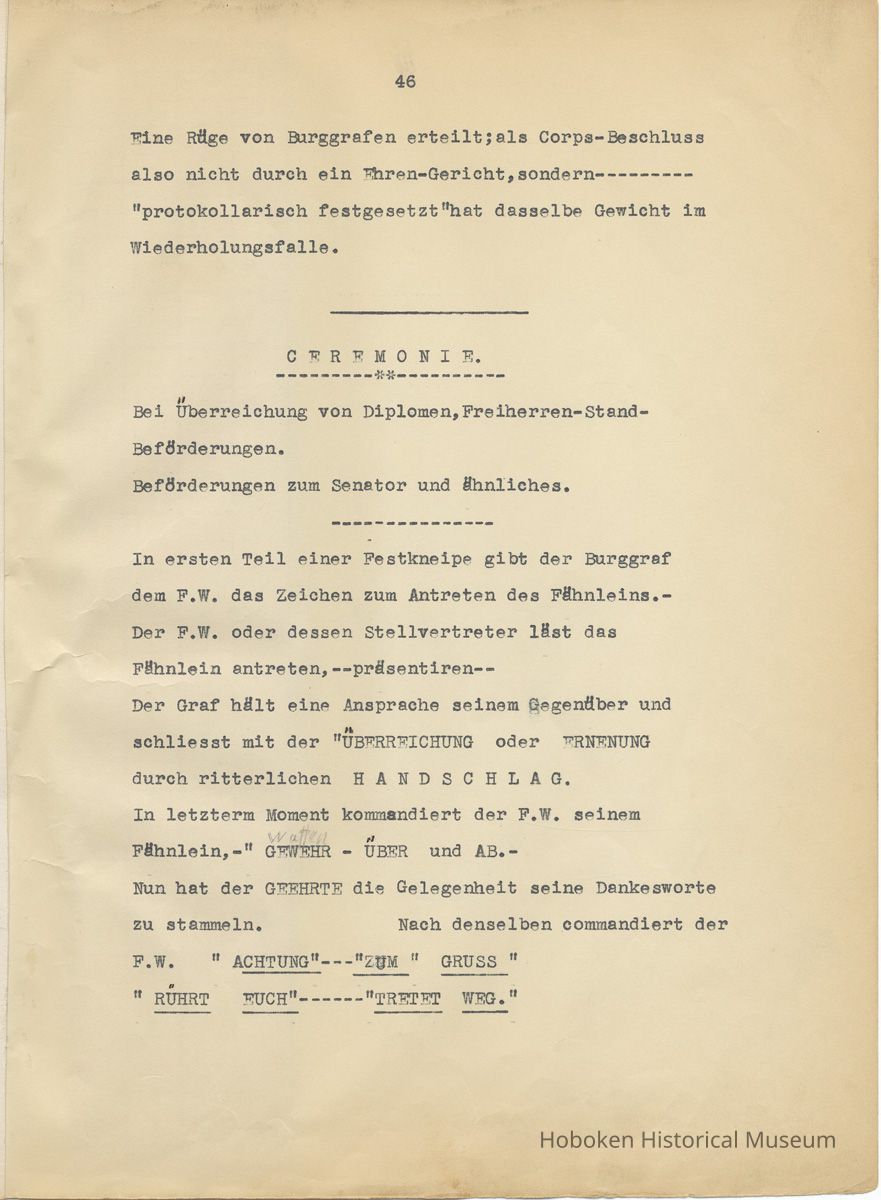 46
Eine Rüge von Burggrafen erteilt;als Corps-Beschluss
also nicht durch ein Ehren-Gericht,sondern---------
"protokollarisch festgesetzt"hat dasselbe Gewicht im
Wiederholungsfalle.
C E R E M O N I E.
---------**----------
Bei Überreichung von Diplomen,Freiherren-Stand-
Beförderungen.
Beförderungen zum Senator und ähnliches.
---------------
In ersten Teil einer Festkneipe gibt der Burggraf
dem F.W. das Zeichen zum Antreten des Fähnleins.-
Der F.W. oder dessen Stellvertreter läst das
Fähnlein antreten,--präsentiren--
Der Graf hält eine Ansprache seinem Gegenüber und
schliesst mit der "ÜBERREICHUNG oder ERNENUNG
durch ritterlichen H A N D S C H L A G.
In letzterm Moment kommandiert der F.W. seinem
Waffen
Fähnlein,-" GEWEHR - ÜBER und AB.-
Nun hat der GEEHRTE die Gelegenheit seine Dankesworte
zu stammeln. Nach denselben commandiert der
F.W. " ACHTUNG"---"ZUM " GRUSS "
" RÜHRT EUCH"------"TRETET WEG."
Hoboken Historical Museum